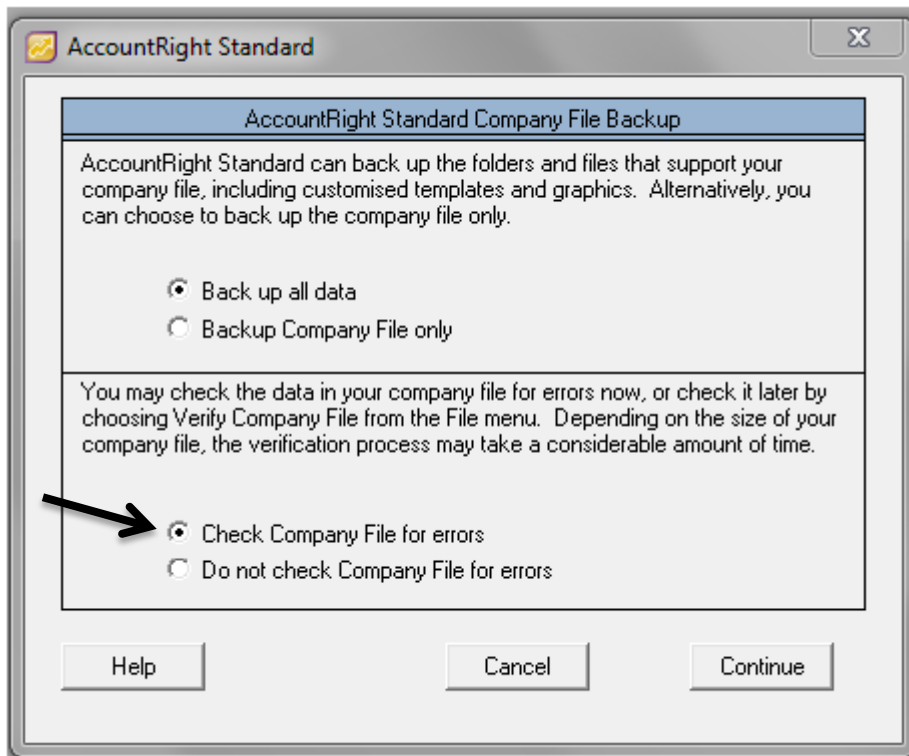 AccountRight Standard
AccountRight Standard Company File Backup
AccountRight Standard can back up the folders and files that support your
company file, including customised templates and graphics.  Alternatively, you
can choose to back up the company file only.
Back up all data
Backup Company File only
You may check the data in your company file for errors now, or check it later by
choosing Verify Company File from the File menu.  Depending on the size of your
company file, the verification process may take a considerable amount of time.
Check Company File for errors
Do not check Company File for errors
Help
Cancel
Continue